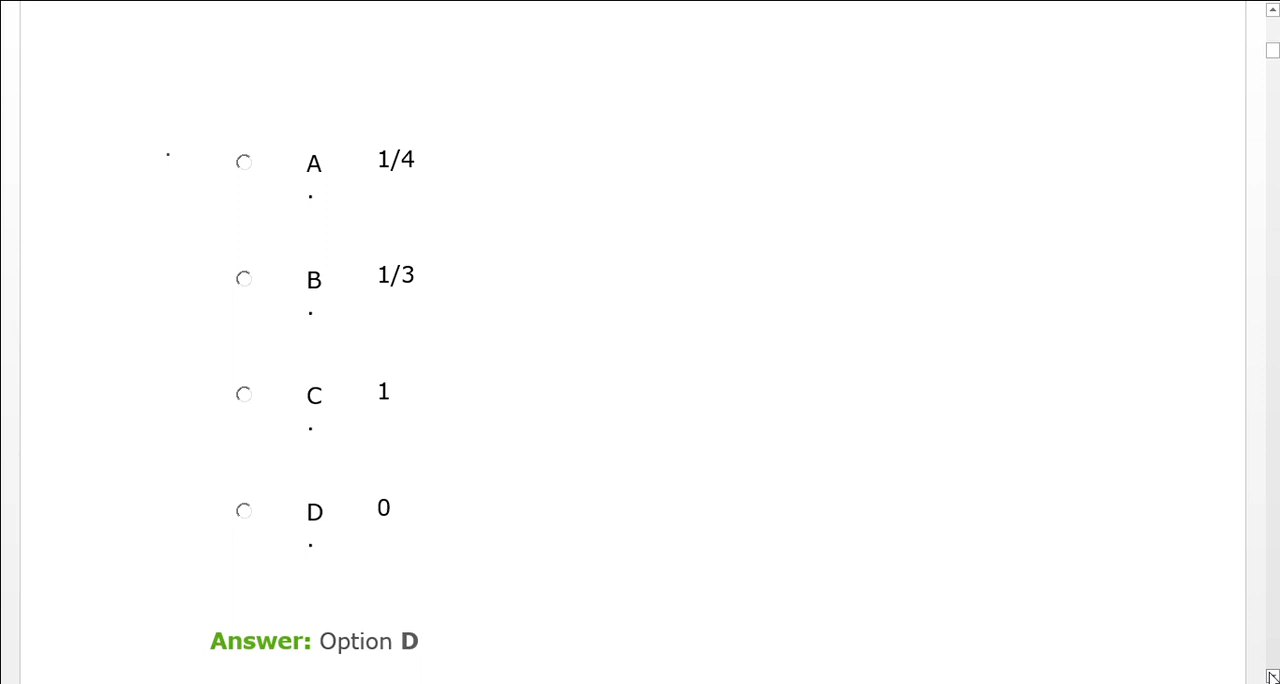 . A 1/4
.
B 1/3
.
C 1
.
D 0
.
Answer: Option D